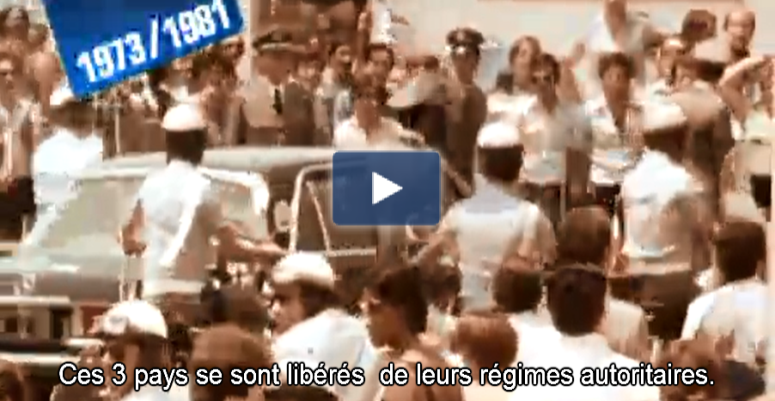 1973/1981
Ces 3 pays se sont libérés de leurs régimes autoritaires.